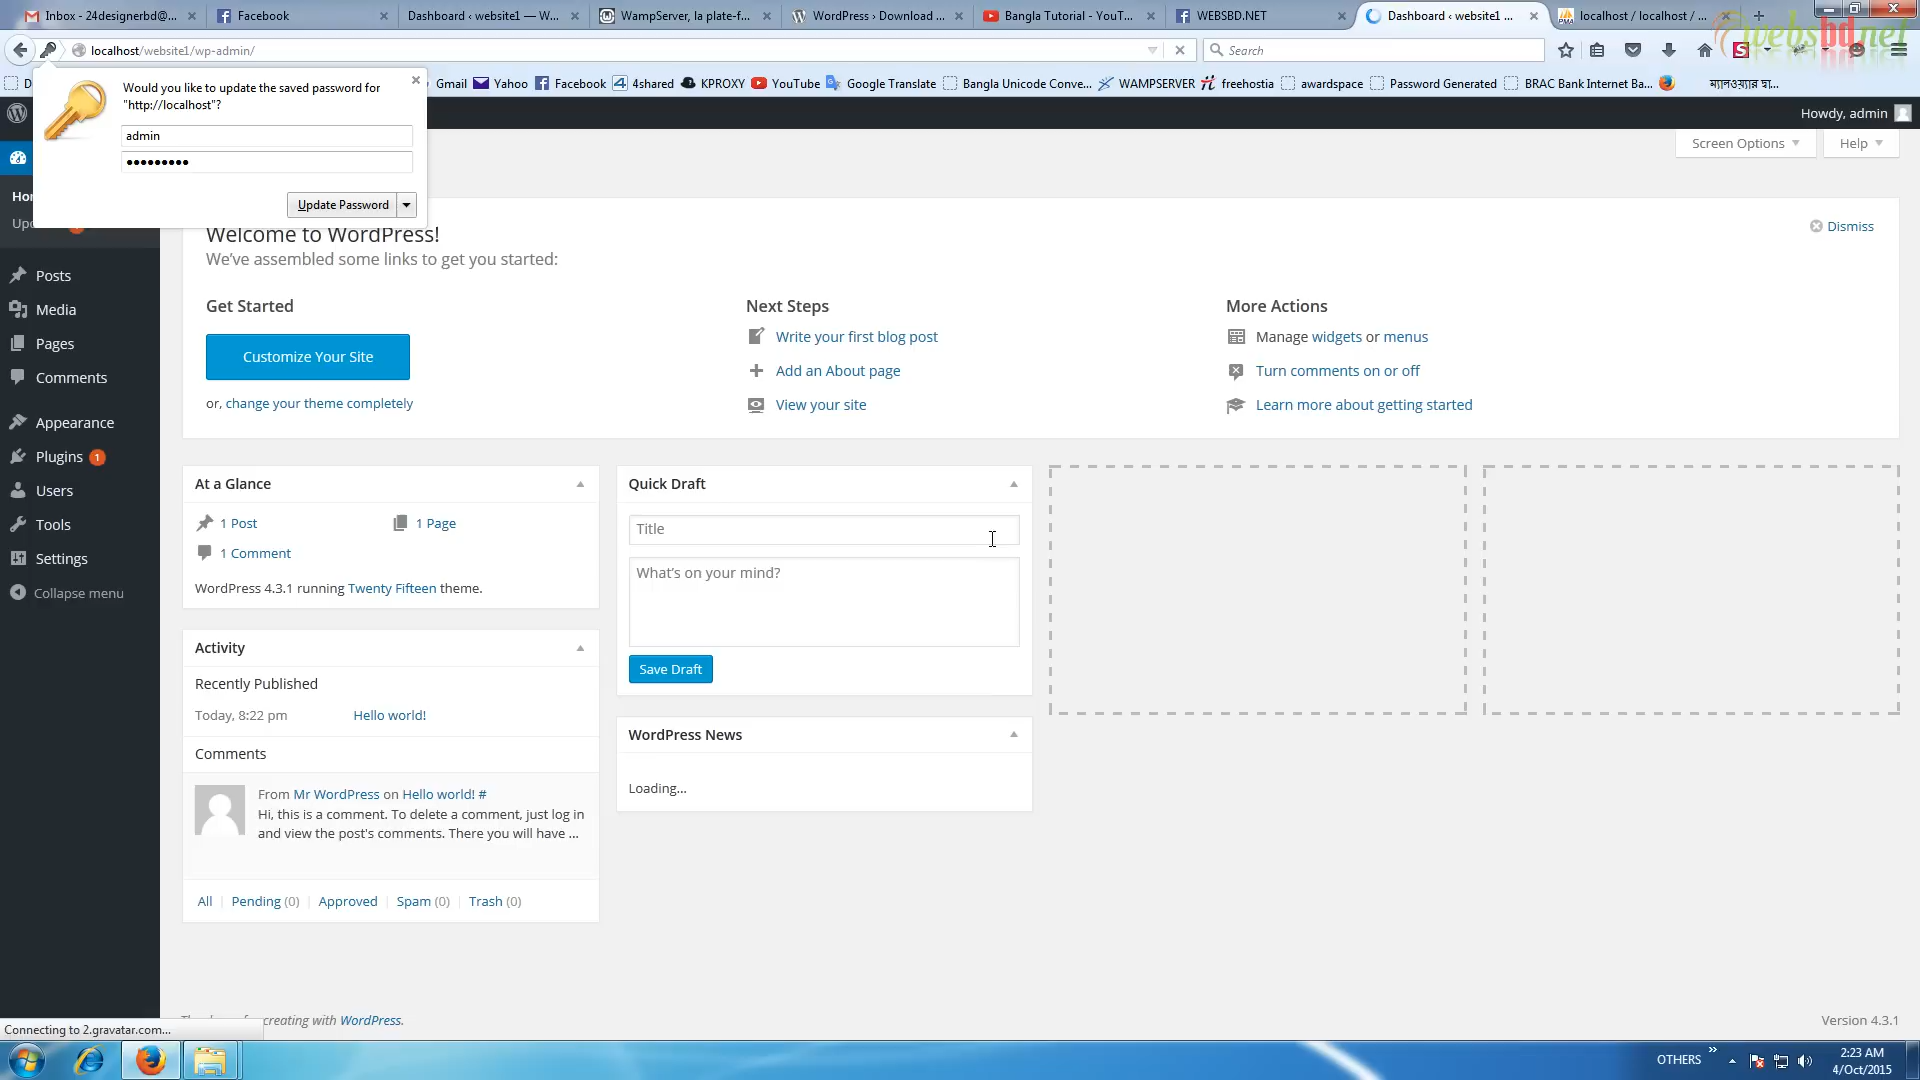 Inbox - 24designerbd@...
Facebook
Dashboard ‹ website1 — W...
WampServer, la plate-f...
WordPress › Download ...
Bangla Tutorial - YouT...
WEBSBD.NET
Dashboard ‹ website1 ...
localhost / localhost / ...
websbd.net
localhost/website1/wp-admin/
Search
Gmail
Yahoo
Facebook
4shared
KPROXY
YouTube
Google Translate
Bangla Unicode Conve...
WAMPSERVER
freehostia
awardspace
Password Generated
BRAC Bank Internet Ba...
Would you like to update the saved password for
"http://localhost"?
admin
●●●●●●●●●
Update Password
Howdy, admin
Screen Options
Help
Posts
Media
Pages
Comments
Appearance
Plugins 1
Users
Tools
Settings
Collapse menu
Welcome to WordPress!
We've assembled some links to get you started:
Dismiss
Get Started
Customize Your Site
or, change your theme completely
Next Steps
Write your first blog post
Add an About page
View your site
More Actions
Manage widgets or menus
Turn comments on or off
Learn more about getting started
At a Glance
1 Post
1 Page
1 Comment
WordPress 4.3.1 running Twenty Fifteen theme.
Activity
Recently Published
Today, 8:22 pm
Hello world!
Comments
From Mr WordPress on Hello world! #
Hi, this is a comment. To delete a comment, just log in
and view the post's comments. There you will have ...
All | Pending (0) | Approved | Spam (0) | Trash (0)
Quick Draft
Title
What's on your mind?
Save Draft
WordPress News
Loading...
creating with WordPress.
Version 4.3.1
Connecting to 2.gravatar.com...
OTHERS
2:23 AM
4/Oct/2015